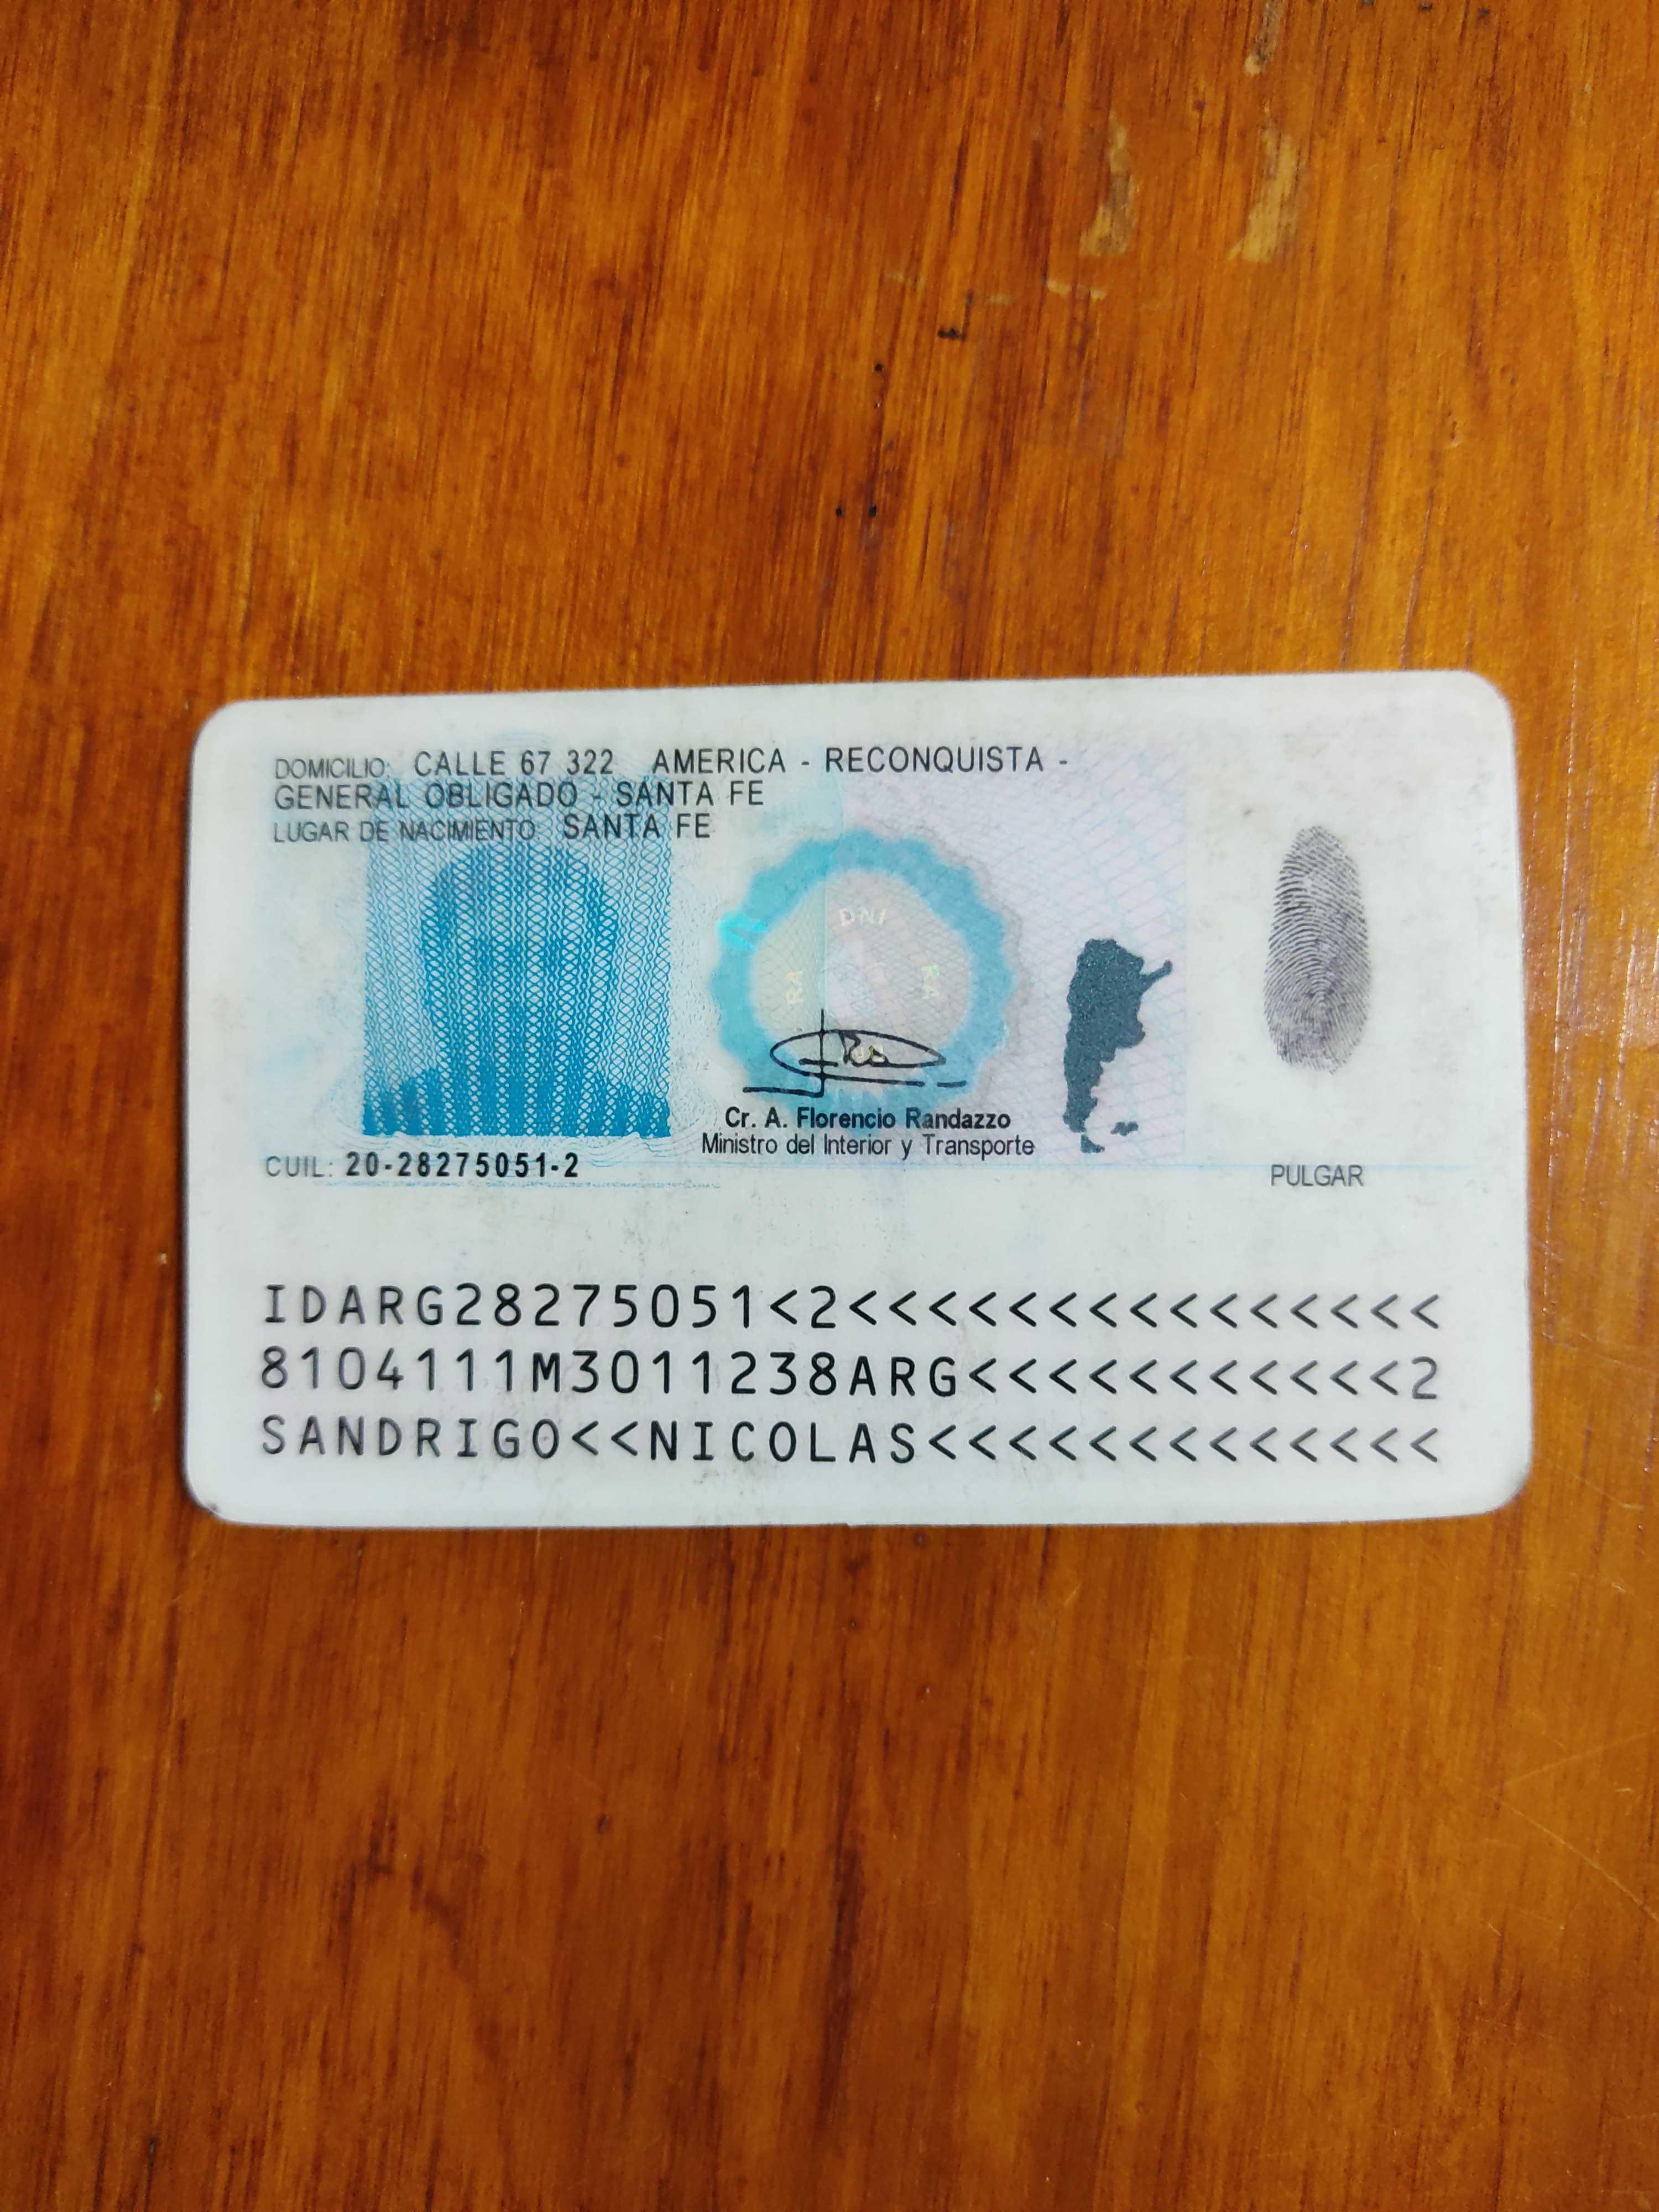 DOMICILIO: CALLE 67 322 AMERICA - RECONQUISTA -
GENERAL OBLIGADO - SANTA FE
LUGAR DE NACIMIENTO: SANTA FE
DNI
RA
RA
Cr. A. Florencio Randazzo
Ministro del Interior y Transporte
CUIL: 20-28275051-2
PULGAR
IDARG28275051<2<<<<<<<<<<<<<<<
8104111M3011238ARG<<<<<<<<<<<2
SANDRIGO<<NICOLAS<<<<<<<<<<<<<